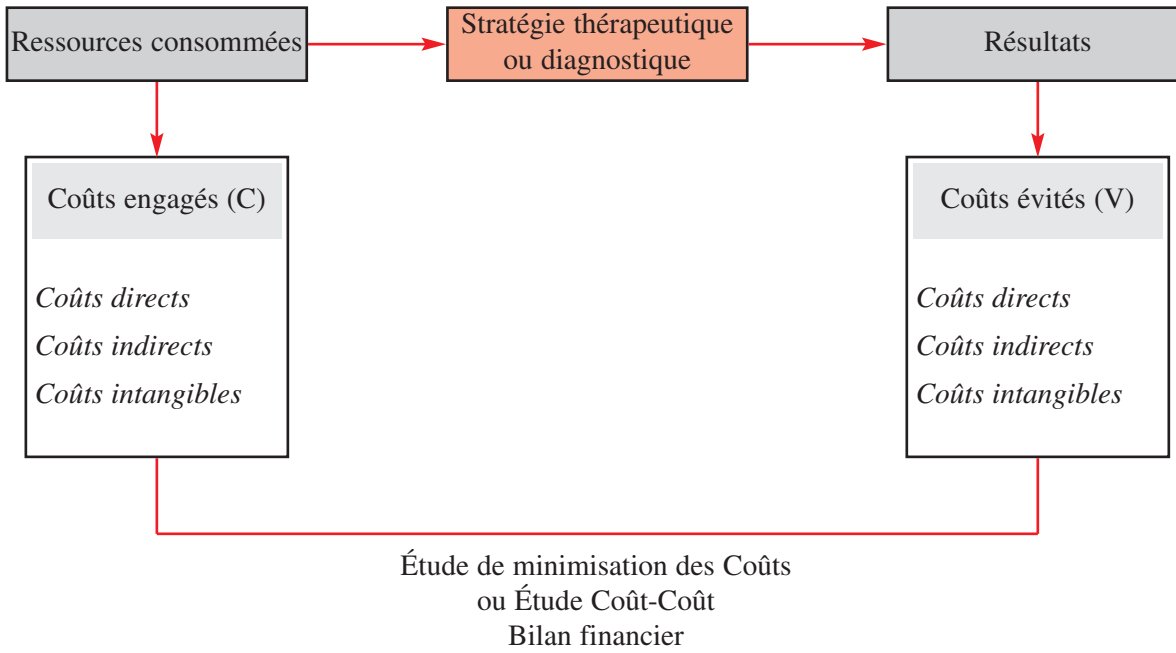 Ressources consommées
Stratégie thérapeutique
ou diagnostique
Résultats
Coûts engagés (C)
Coûts directs
Coûts indirects
Coûts intangibles
Coûts évités (V)
Coûts directs
Coûts indirects
Coûts intangibles
Étude de minimisation des Coûts
ou Étude Coût-Coût
Bilan financier